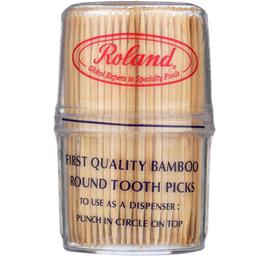 Roland
Global Experts in Specialty Foods
FIRST QUALITY BAMBOO
ROUND TOOTH PICKS
TO USE AS A DISPENSER:
PUNCH IN CIRCLE ON TOP